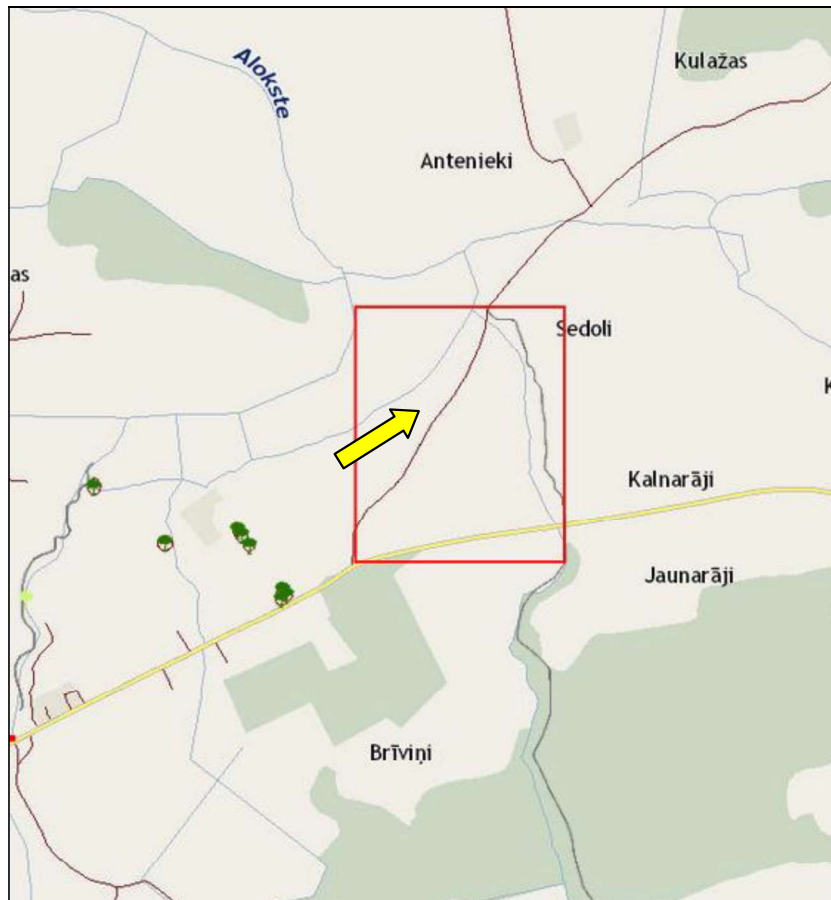 Alokste
Kulažas
Antenieki
as
Sedoli
K
Kalnarāji
Jaunarāji
Brīviņi